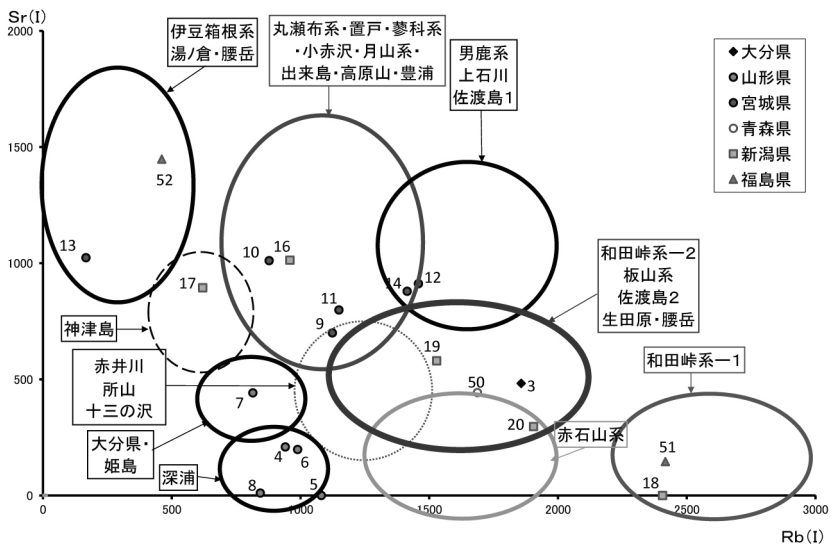 Sr(I)
2000
1500
1000
500
0
0
500
1000
1500
2000
2500
3000
Rb(I)
伊豆箱根系
湯ノ倉・腰岳
丸瀬布系・置戸・蓼科系
・小赤沢・月山系・
出来島・高原山・豊浦
男鹿系
上石川
佐渡島1
◆大分県
山形県
宮城県
青森県
新潟県
福島県
和田峠系－2
板山系
佐渡島2
生田原・腰岳
和田峠系－1
神津島
赤井川
所山
十三の沢
大分県・
姫島
深浦
赤石山系
52
13
17
10
16
11
9
14
12
19
50
3
20
7
4
6
8
5
51
18